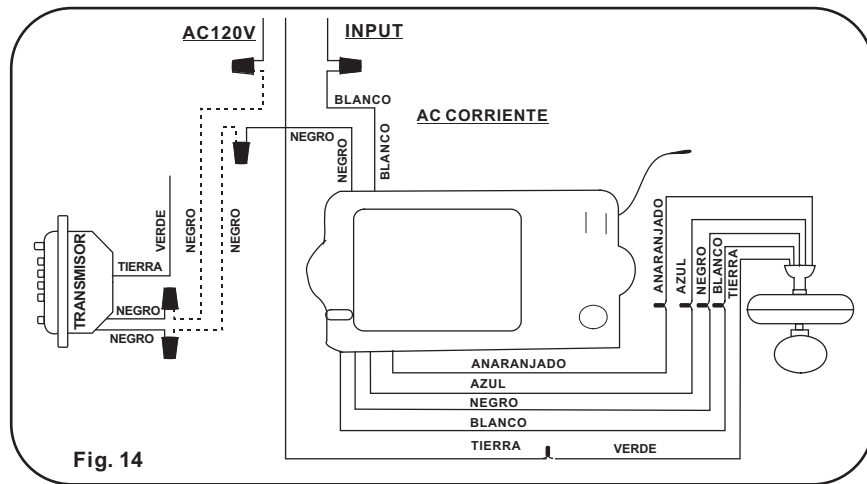 AC120V
INPUT
BLANCO
AC CORRIENTE
NEGRO
NEGRO
BLANCO
VERDE
NEGRO
NEGRO
TRANSMISOR
TIERRA
NEGRO
NEGRO
ANARANJADO
AZUL
NEGRO
BLANCO
TIERRA
ANARANJADO
AZUL
NEGRO
BLANCO
TIERRA
VERDE
Fig. 14